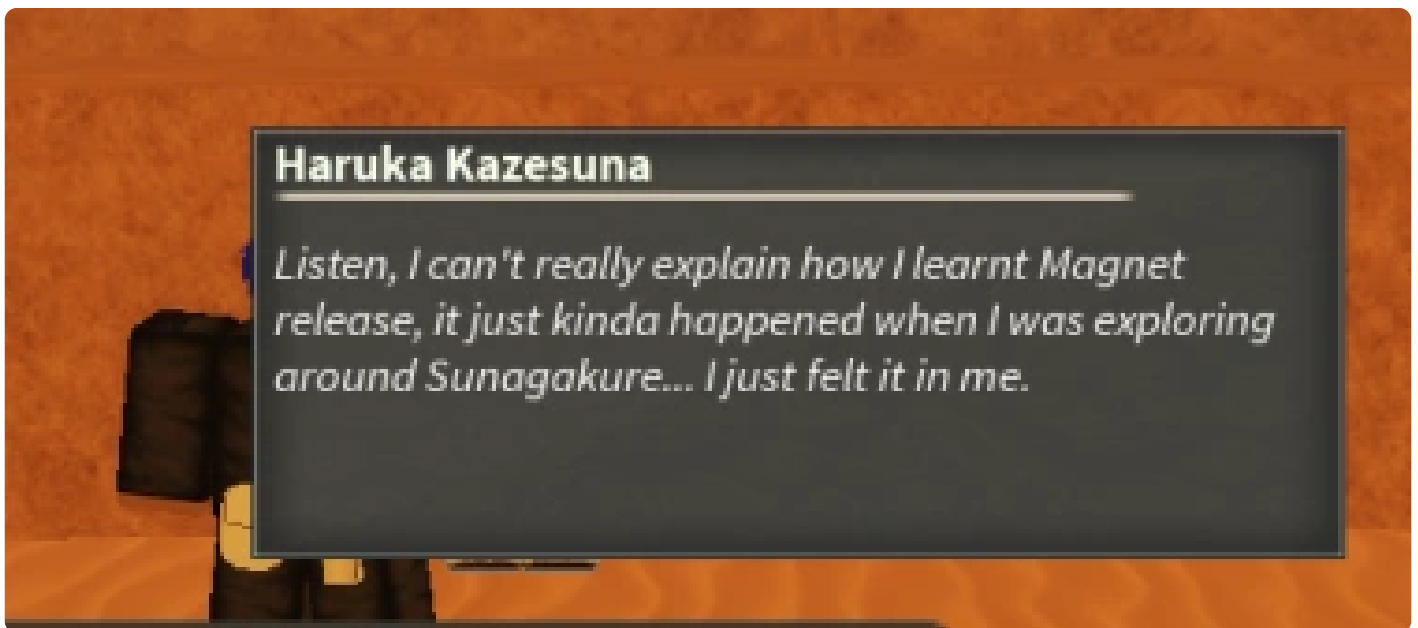 Haruka Kazesuna
Listen, I can't really explain how I learnt Magnet
release, it just kinda happened when I was exploring
around Sunagakure... I just felt it in me.